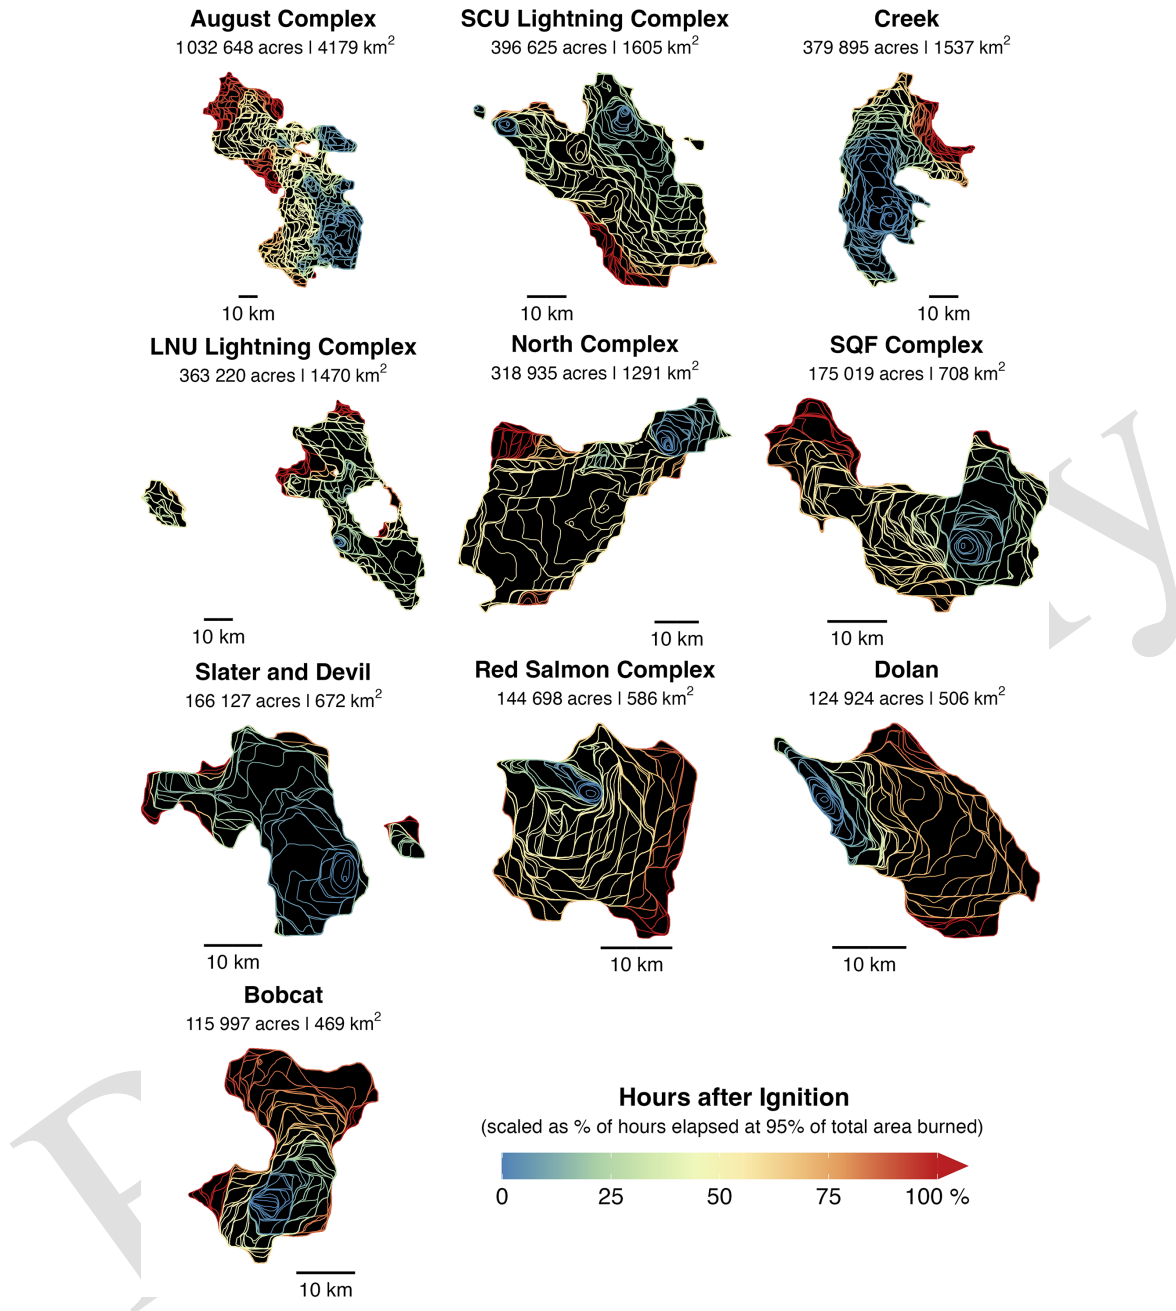 August Complex
1 032 648 acres | 4179 km²
SCU Lightning Complex
396 625 acres | 1605 km²
Creek
379 895 acres | 1537 km²
10 km
10 km
10 km
LNU Lightning Complex
363 220 acres | 1470 km²
North Complex
318 935 acres | 1291 km²
SQF Complex
175 019 acres | 708 km²
10 km
10 km
10 km
Slater and Devil
166 127 acres | 672 km²
Red Salmon Complex
144 698 acres | 586 km²
Dolan
124 924 acres | 506 km²
10 km
10 km
10 km
Bobcat
115 997 acres | 469 km²
10 km
Hours after Ignition
(scaled as % of hours elapsed at 95% of total area burned)
0 25 50 75 100 %